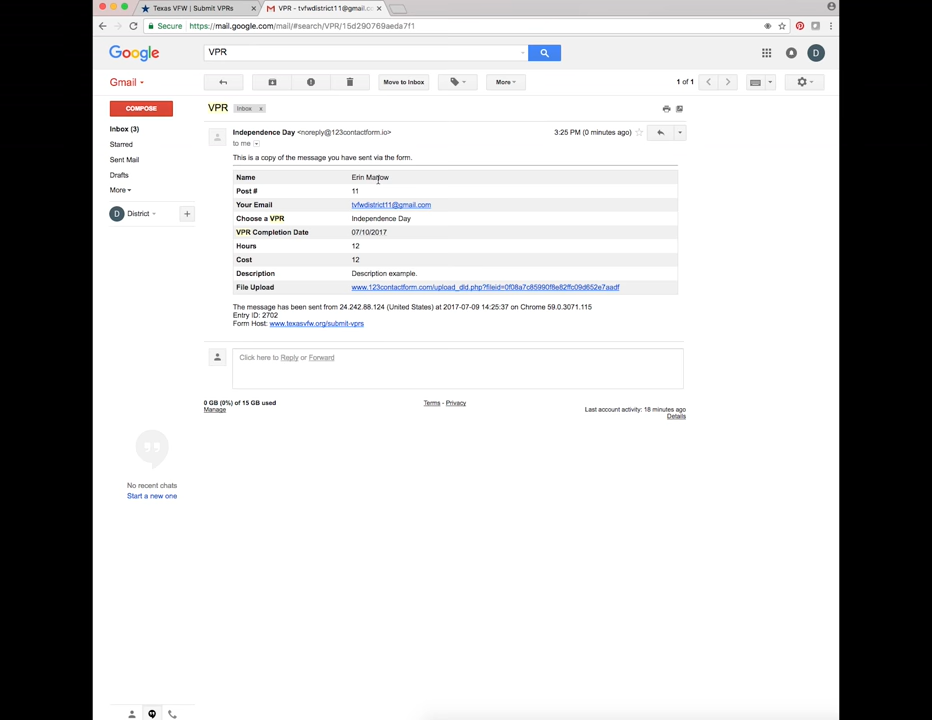 Texas VFW | Submit VPRs
VPR - tvfwdistrict11@gmail.co
Secure https://mail.google.com/mail/#search/VPR/15d290769aeda7f1
Google VPR
Gmail Move to Inbox More 1 of 1
COMPOSE
VPR Inbox x
Inbox (3)
Starred
Sent Mail
Drafts
More
D District +
Independence Day <noreply@123contactform.io> 3:25 PM (0 minutes ago)
to me
This is a copy of the message you have sent via the form.
Name Erin Marlow
Post # 11
Your Email tvfwdistrict11@gmail.com
Choose a VPR Independence Day
VPR Completion Date 07/10/2017
Hours 12
Cost 12
Description Description example.
File Upload www.123contactform.com/upload_dld.php?fileid=0f08a7c85990f8e82ffc09d652e7aadf
The message has been sent from 24.242.88.124 (United States) at 2017-07-09 14:25:37 on Chrome 59.0.3071.115
Entry ID: 2702
Form Host: www.texasvfw.org/submit-vprs
Click here to Reply or Forward
0 GB (0%) of 15 GB used
Manage
Terms - Privacy
Last account activity: 18 minutes ago
Details
No recent chats
Start a new one